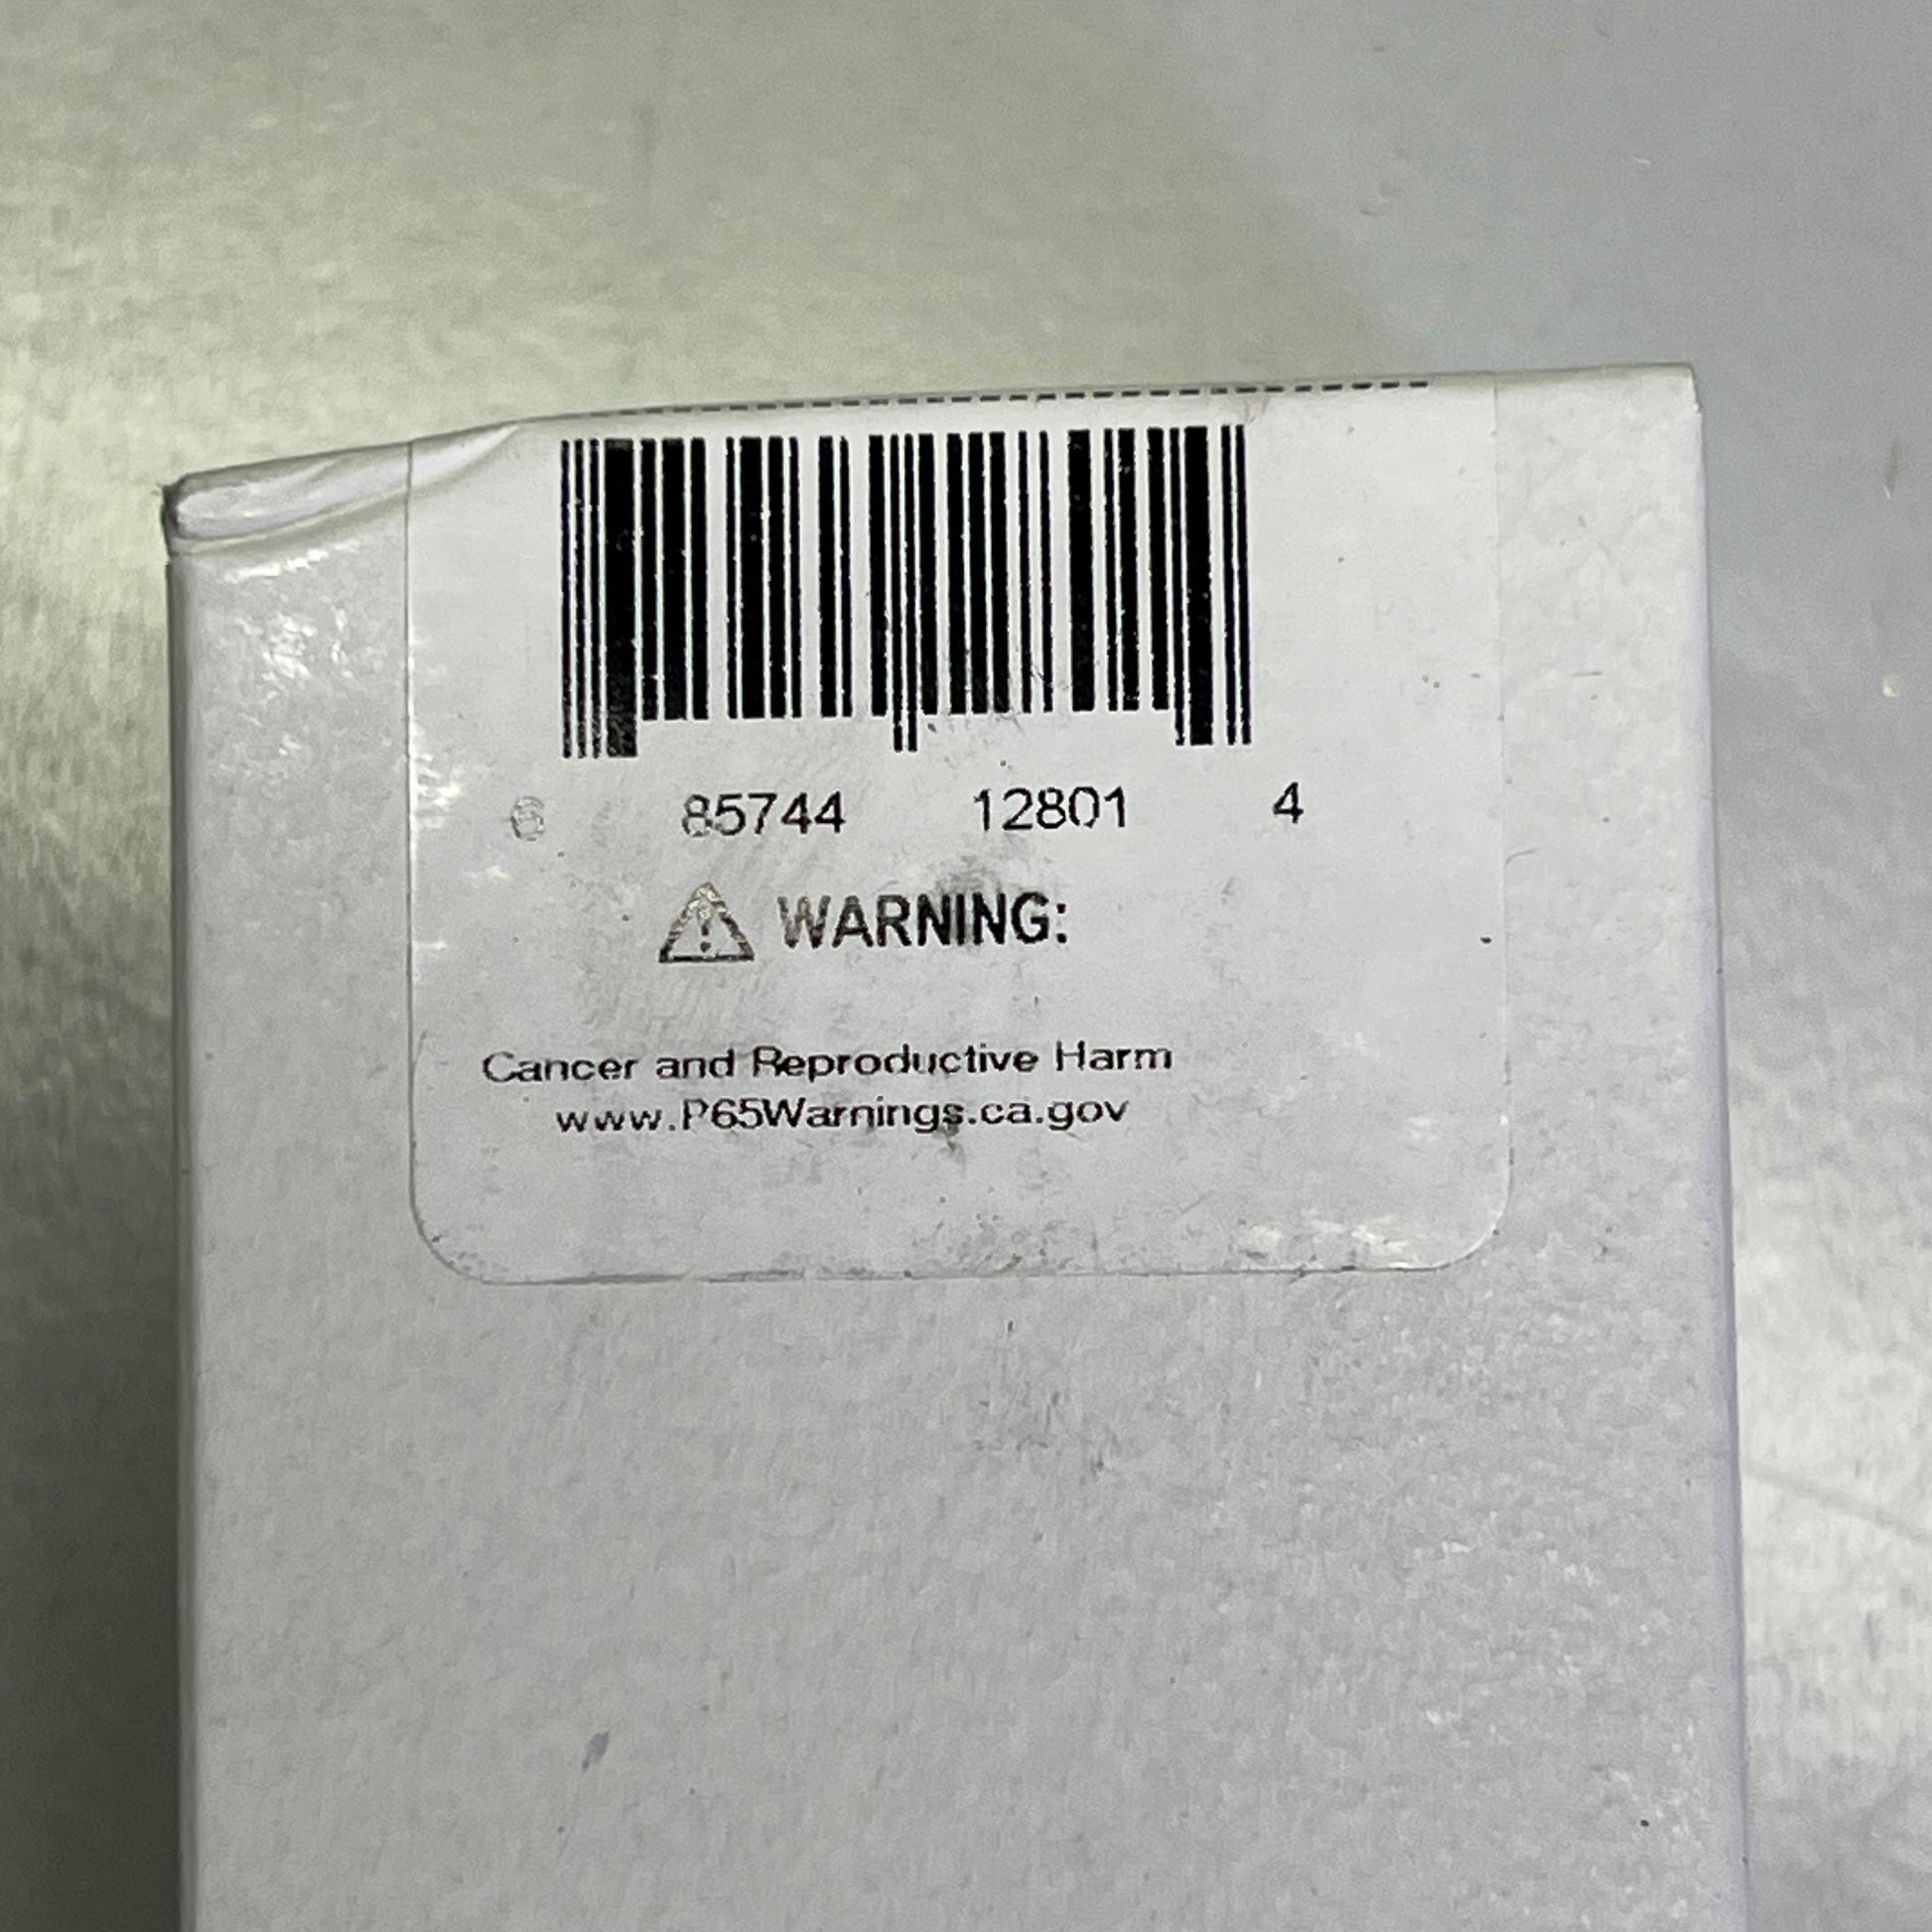 6 85744 12801 4
WARNING:
Cancer and Reproductive Harm
www.P65Warnings.ca.gov